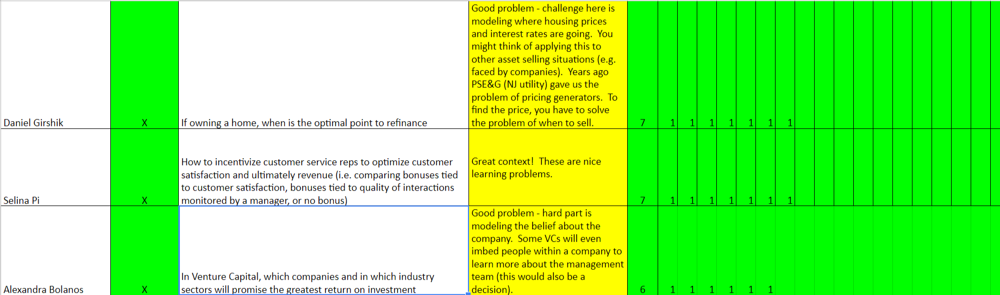 Good problem - challenge here is
modeling where housing prices
and interest rates are going.  You
might think of applying this to
other asset selling situations (e.g.
faced by companies).  Years ago
PSE&G (NJ utility) gave us the
problem of pricing generators.  To
find the price, you have to solve
Daniel Girshik X If owning a home, when is the optimal point to refinance the problem of when to sell. 7 1 1 1 1 1 1 1
How to incentivize customer service reps to optimize customer
satisfaction and ultimately revenue (i.e. comparing bonuses tied
to customer satisfaction, bonuses tied to quality of interactions
Selina Pi X monitored by a manager, or no bonus)
Great context!  These are nice
learning problems.
7 1 1 1 1 1 1 1
Good problem - hard part is
modeling the belief about the
company.  Some VCs will even
imbed people within a company to
learn more about the management
In Venture Capital, which companies and in which industry team (this would also be a
Alexandra Bolanos X sectors will promise the greatest return on investment decision). 6 1 1 1 1 1 1